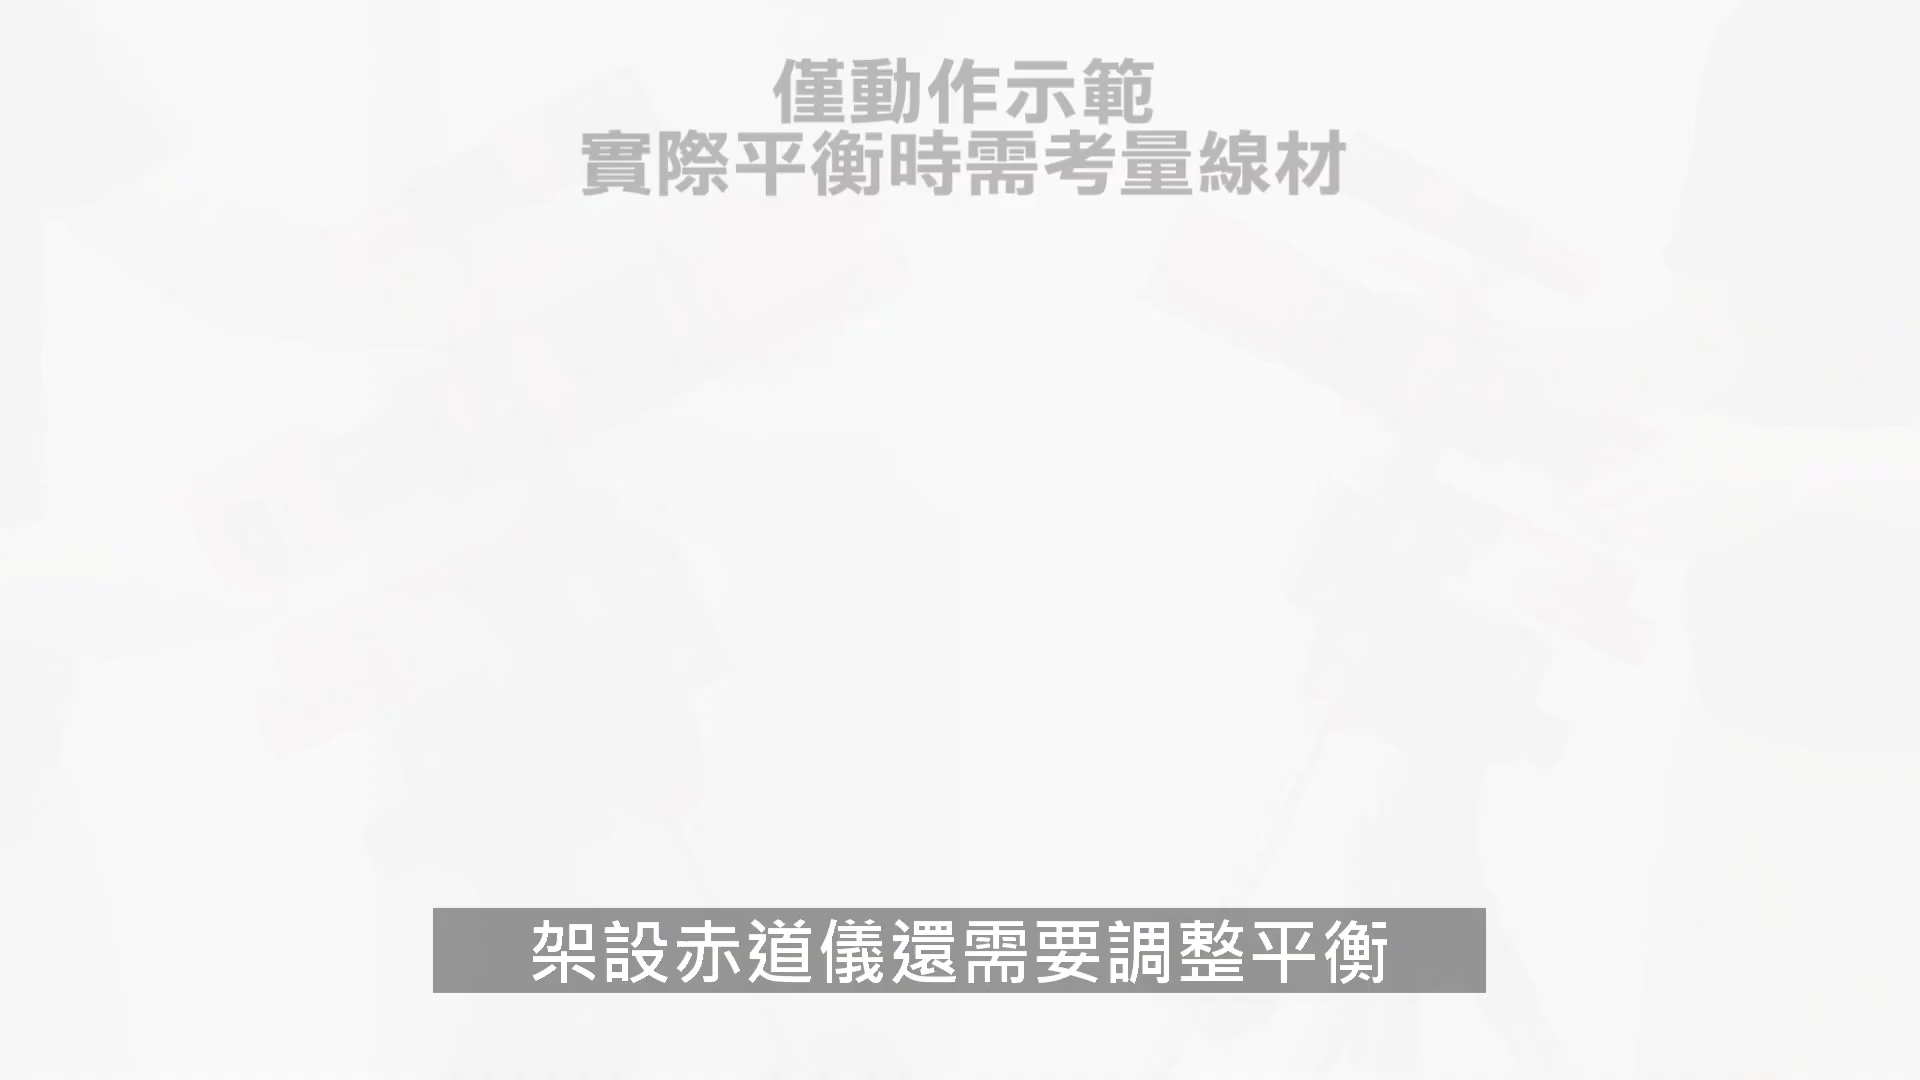 僅動作示範
實際平衡時需考量線材
架設赤道儀還需要調整平衡